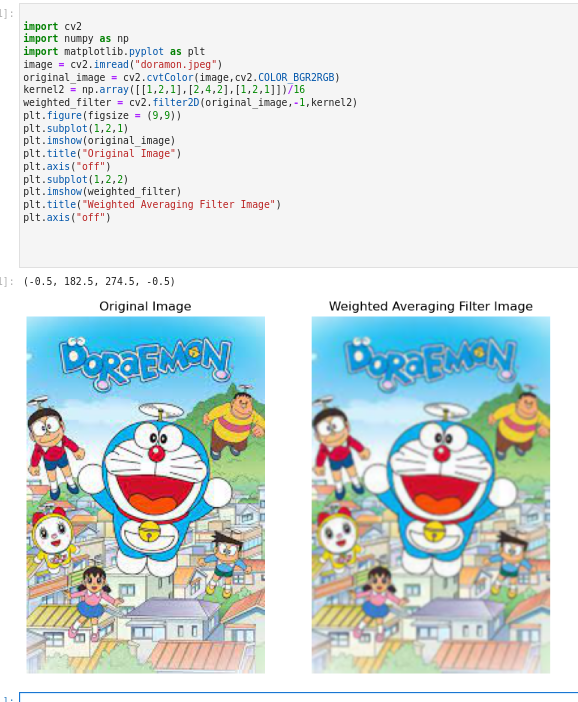 ]:
import cv2
import numpy as np
import matplotlib.pyplot as plt
image = cv2.imread("doramon.jpeg")
original_image = cv2.cvtColor(image,cv2.COLOR_BGR2RGB)
kernel2 = np.array([[1,2,1],[2,4,2],[1,2,1]])/16
weighted_filter = cv2.filter2D(original_image,-1,kernel2)
plt.figure(figsize = (9,9))
plt.subplot(1,2,1)
plt.imshow(original_image)
plt.title("Original Image")
plt.axis("off")
plt.subplot(1,2,2)
plt.imshow(weighted_filter)
plt.title("Weighted Averaging Filter Image")
plt.axis("off")
]: (-0.5, 182.5, 274.5, -0.5)
Original Image
Weighted Averaging Filter Image
DORAEMON
DORAEMON
]: